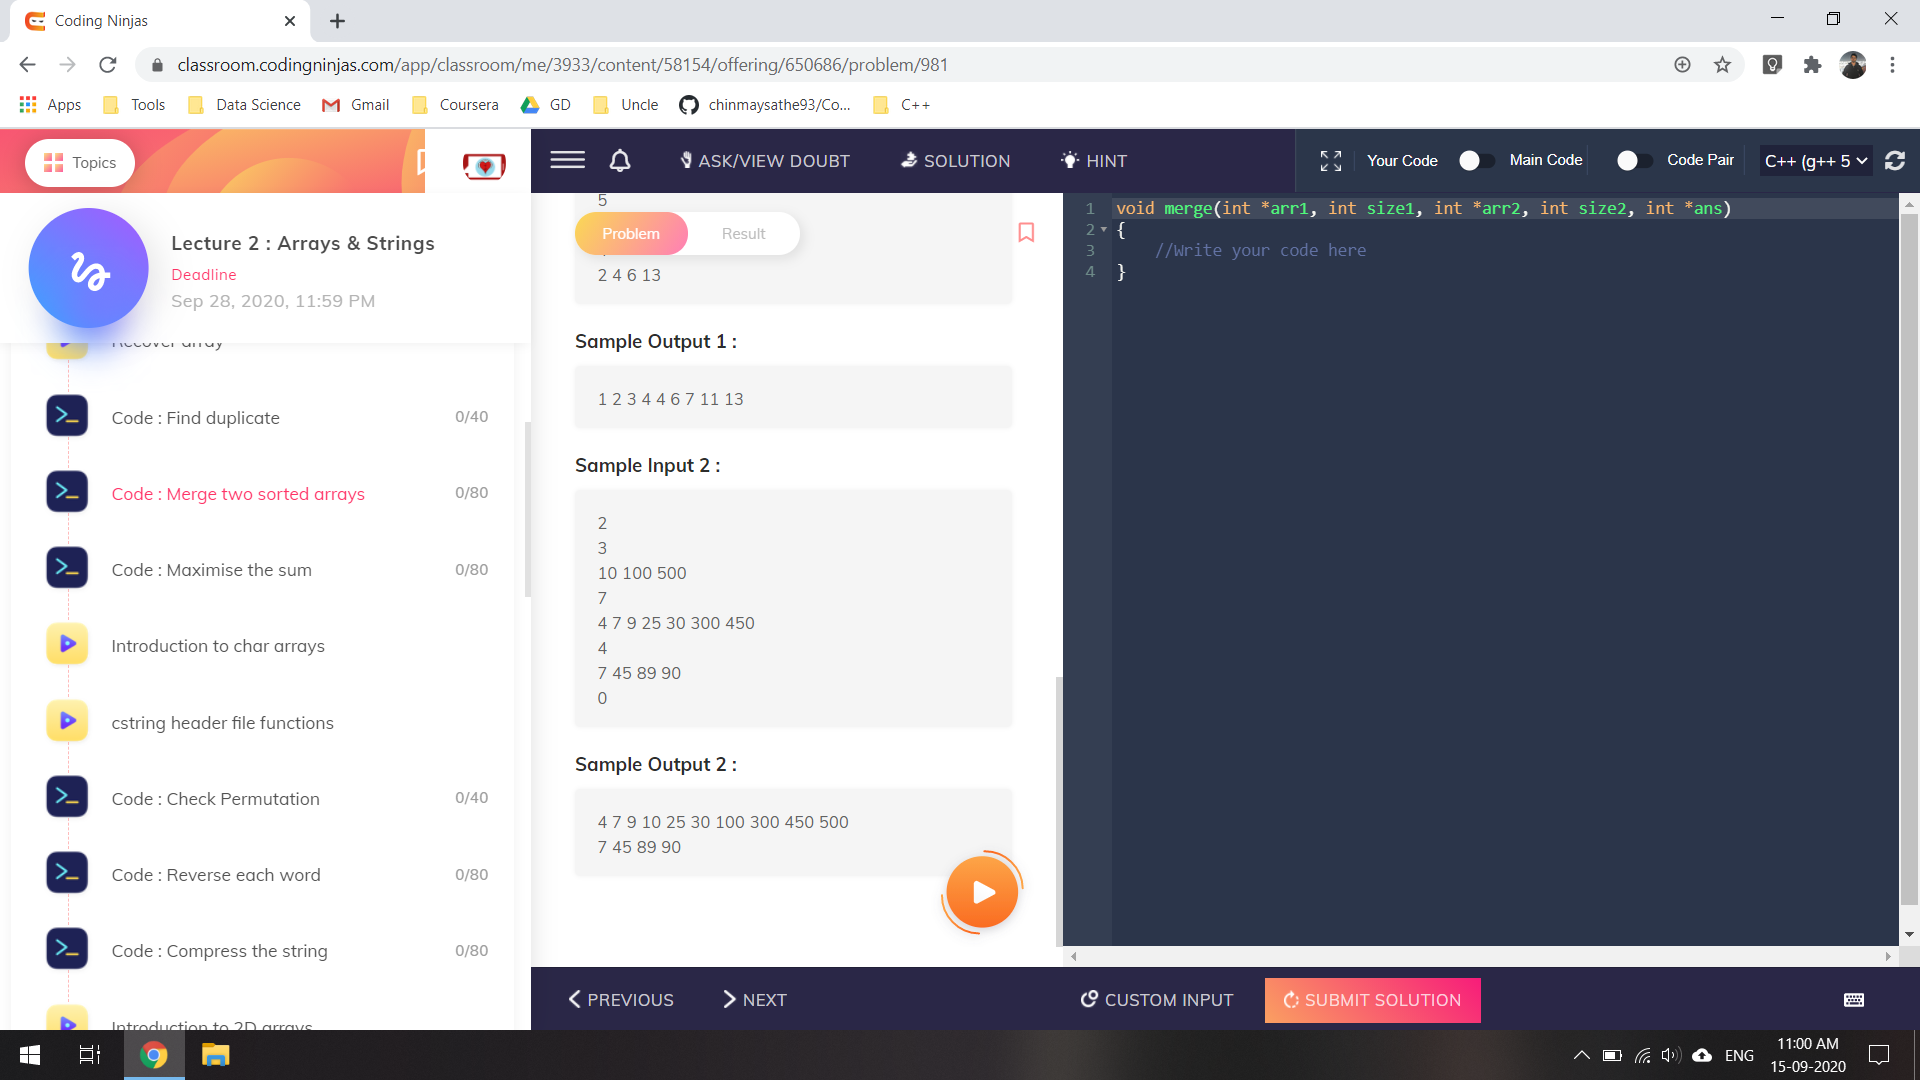 Coding Ninjas
classroom.codingninjas.com/app/classroom/me/3933/content/58154/offering/650686/problem/981
Apps
Tools
Data Science
Gmail
Coursera
GD
Uncle
chinmaysathe93/Co...
C++
Topics
ASK/VIEW DOUBT
SOLUTION
HINT
Your Code
Main Code
Code Pair
C++ (g++ 5
Lecture 2 : Arrays & Strings
Deadline
Sep 28, 2020, 11:59 PM
Recover array
Code : Find duplicate 0/40
Code : Merge two sorted arrays 0/80
Code : Maximise the sum 0/80
Introduction to char arrays
cstring header file functions
Code : Check Permutation 0/40
Code : Reverse each word 0/80
Code : Compress the string 0/80
Introduction to 2D arrays
5
Problem
Result
2 4 6 13
Sample Output 1 :
1 2 3 4 4 6 7 11 13
Sample Input 2 :
2
3
10 100 500
7
4 7 9 25 30 300 450
4
7 45 89 90
0
Sample Output 2 :
4 7 9 10 25 30 100 300 450 500
7 45 89 90
1 void merge(int *arr1, int size1, int *arr2, int size2, int *ans)
2 {
3 //Write your code here
4 }
PREVIOUS
NEXT
CUSTOM INPUT
SUBMIT SOLUTION
ENG
11:00 AM
15-09-2020